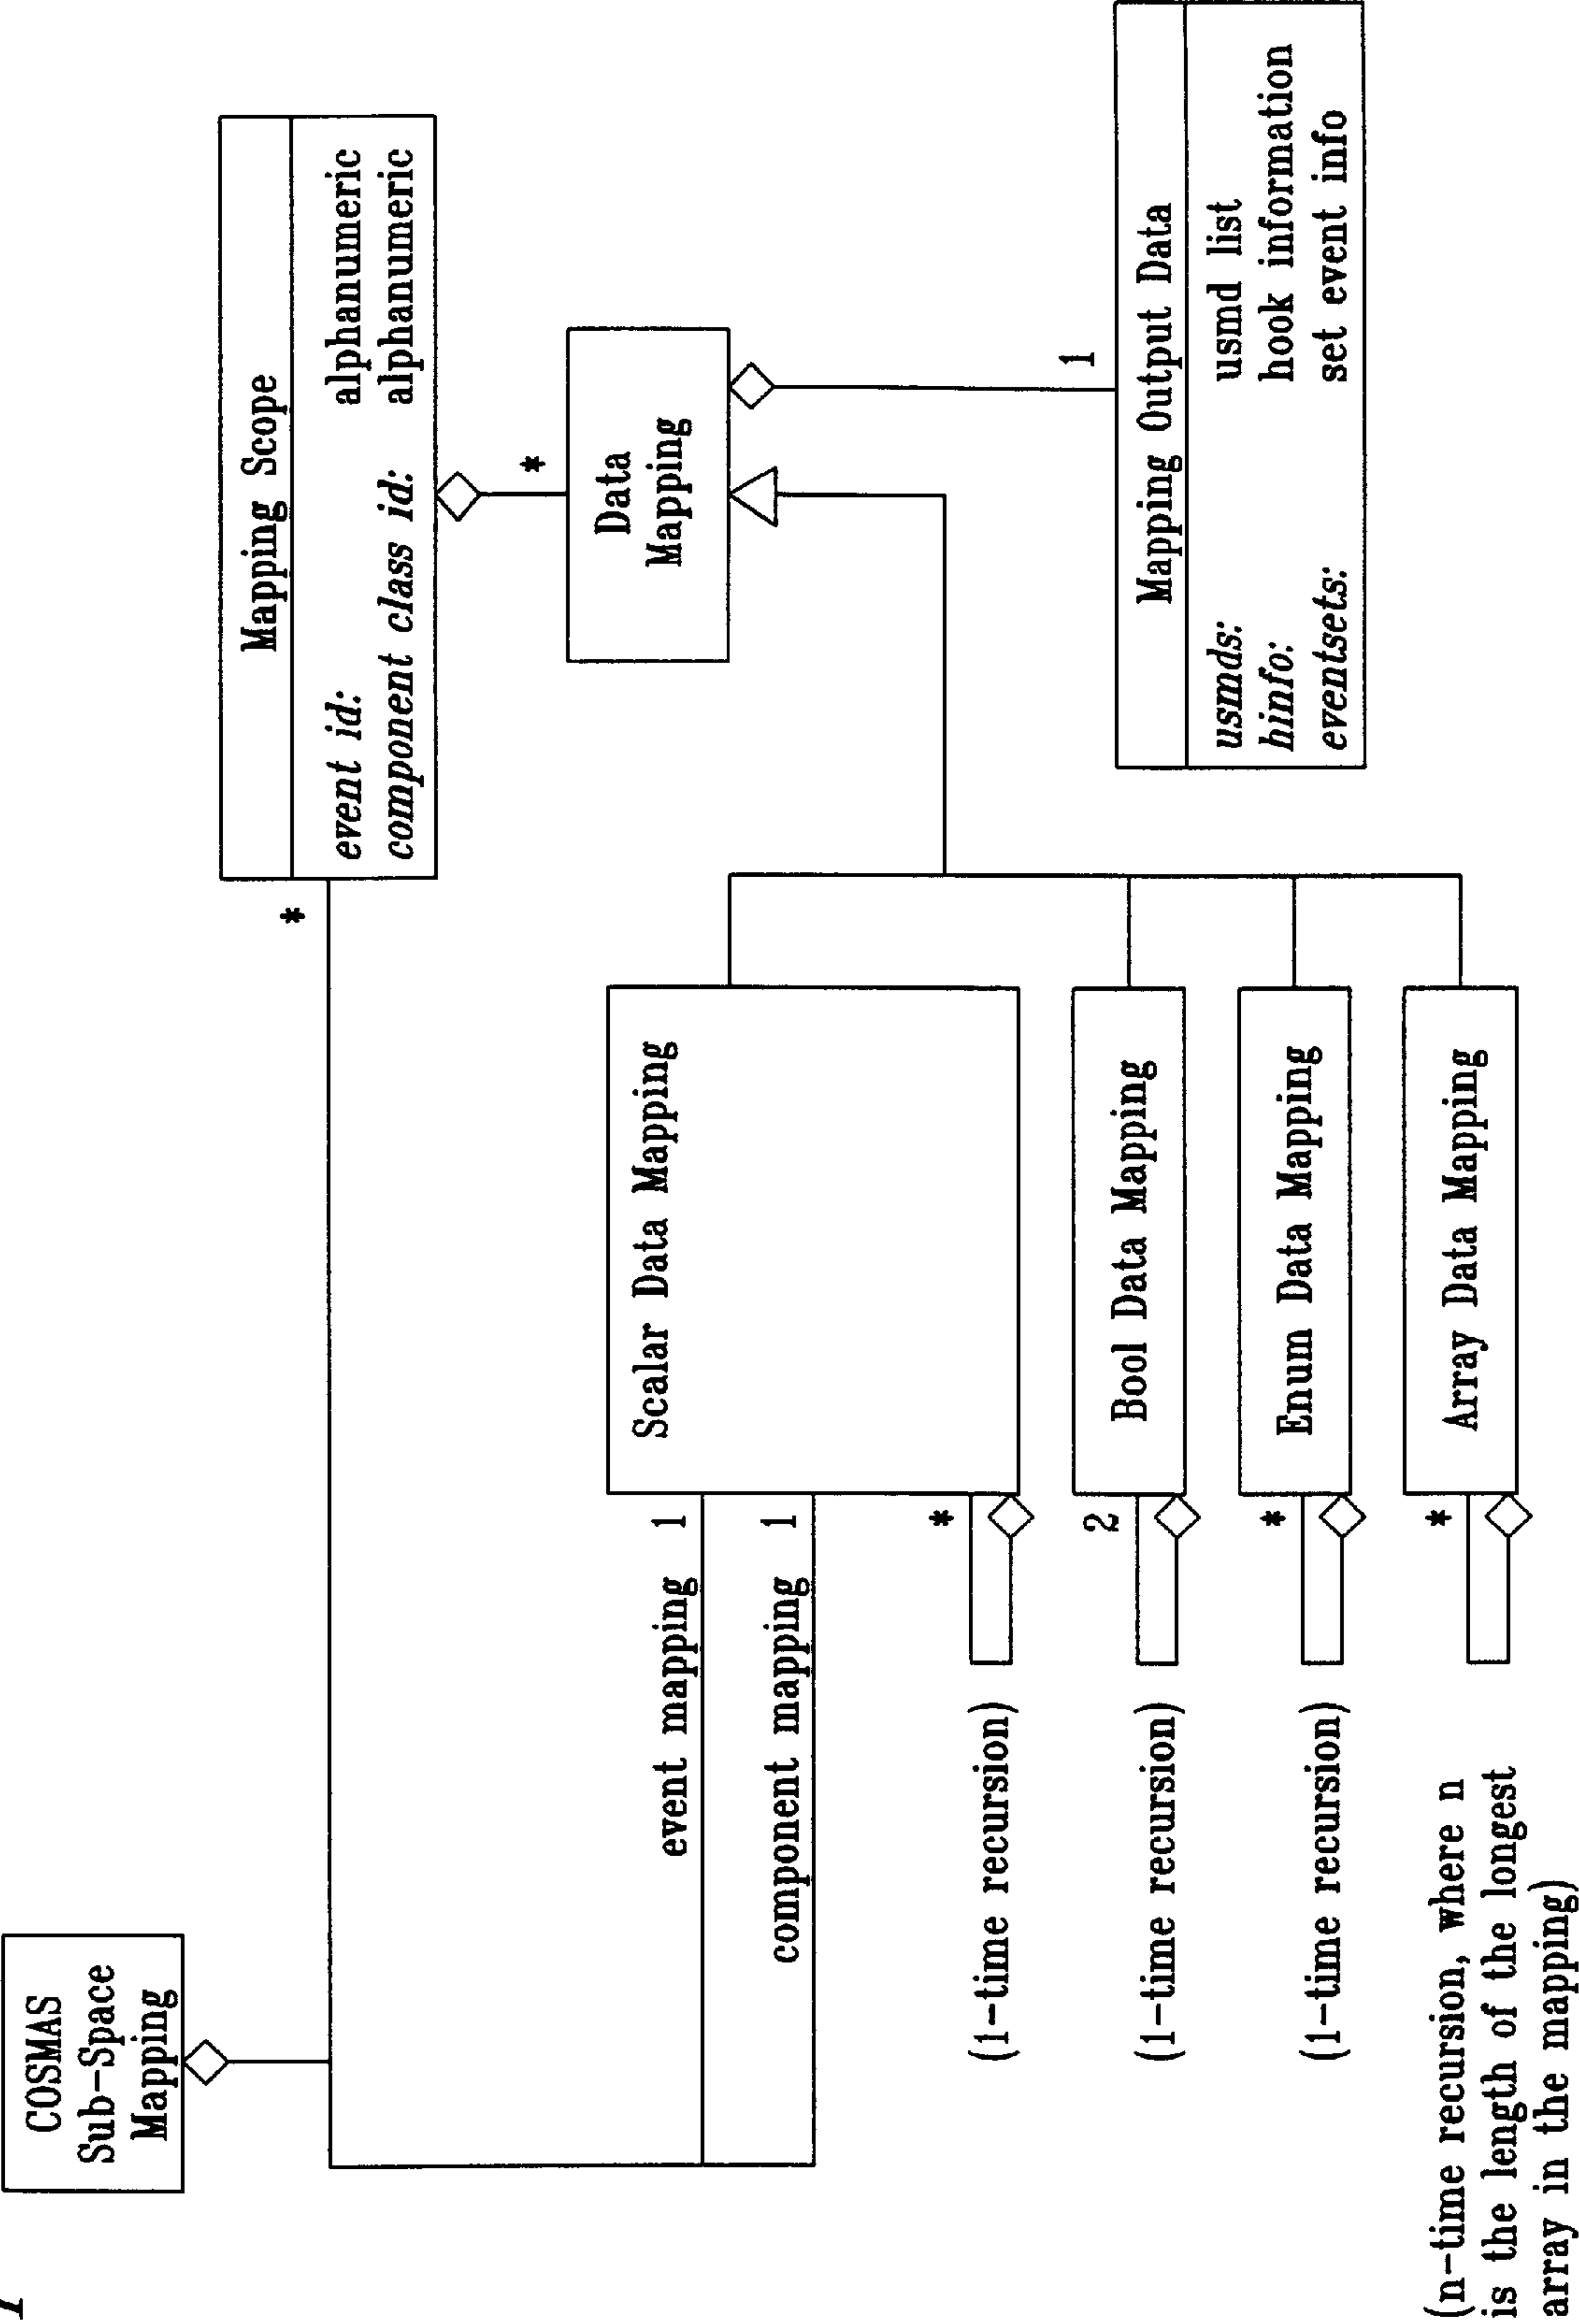 COSMAS
Sub-Space
Mapping
*
Mapping Scope
event id: alphanumeric
component class id: alphanumeric
*
Data
Mapping
event mapping 1
component mapping 1
Scalar Data Mapping
*
(1-time recursion)
2
Bool Data Mapping
(1-time recursion)
*
Enum Data Mapping
(1-time recursion)
*
Array Data Mapping
(n-time recursion, where n
is the length of the longest
array in the mapping)
1
Mapping Output Data
usmds: usmd list
hinfo: hook information
eventsets: set event info